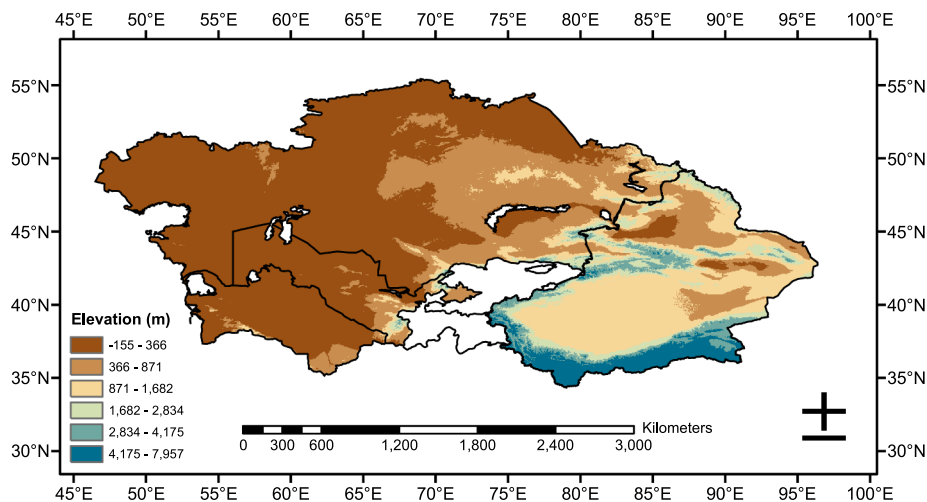 45°E 50°E 55°E 60°E 65°E 70°E 75°E 80°E 85°E 90°E 95°E 100°E
55°N 55°N
50°N 50°N
45°N 45°N
40°N 40°N
35°N 35°N
30°N 30°N
Elevation (m)
-155 - 366
366 - 871
871 - 1,682
1,682 - 2,834
2,834 - 4,175
4,175 - 7,957
Kilometers
0 300 600 1,200 1,800 2,400 3,000
45°E 50°E 55°E 60°E 65°E 70°E 75°E 80°E 85°E 90°E 95°E 100°E